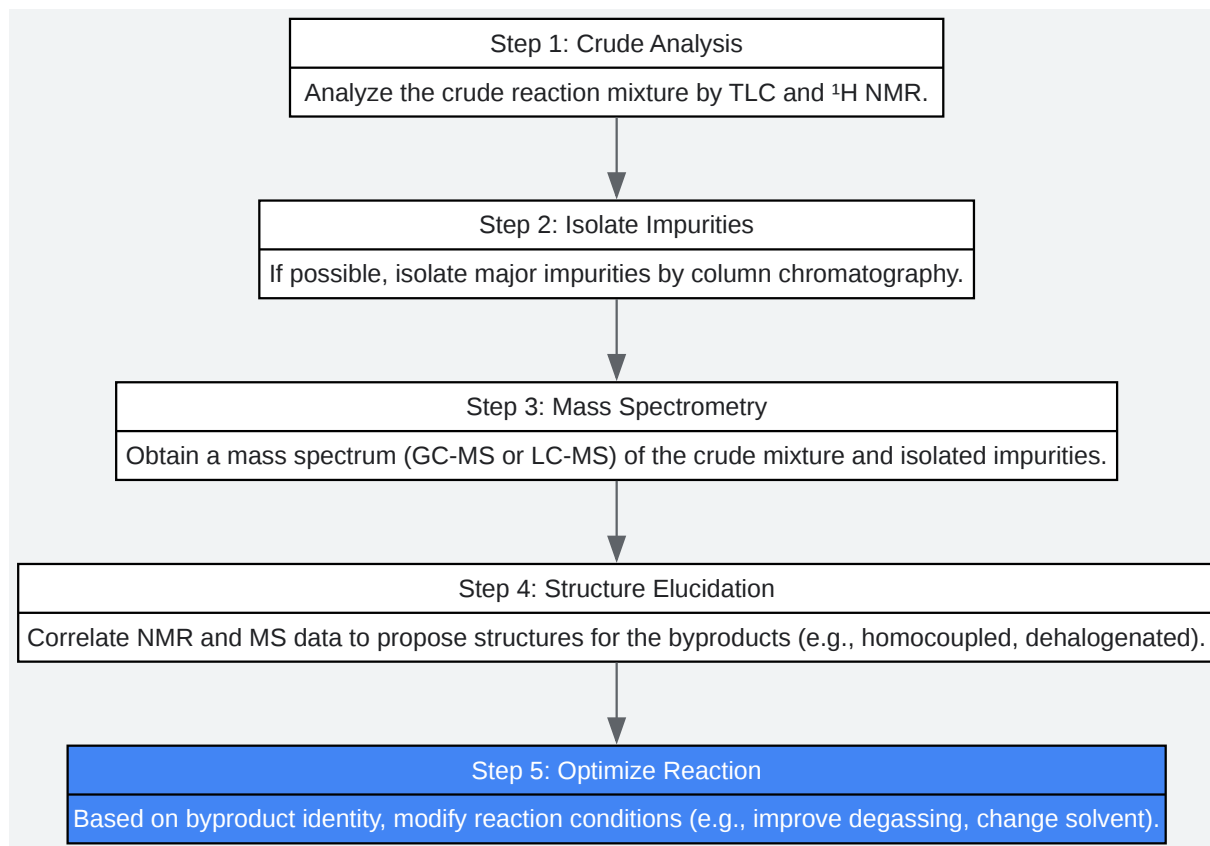 Step 1: Crude Analysis
Analyze the crude reaction mixture by TLC and ¹H NMR.
Step 2: Isolate Impurities
If possible, isolate major impurities by column chromatography.
Step 3: Mass Spectrometry
Obtain a mass spectrum (GC-MS or LC-MS) of the crude mixture and isolated impurities.
Step 4: Structure Elucidation
Correlate NMR and MS data to propose structures for the byproducts (e.g., homocoupled, dehalogenated).
Step 5: Optimize Reaction
Based on byproduct identity, modify reaction conditions (e.g., improve degassing, change solvent).